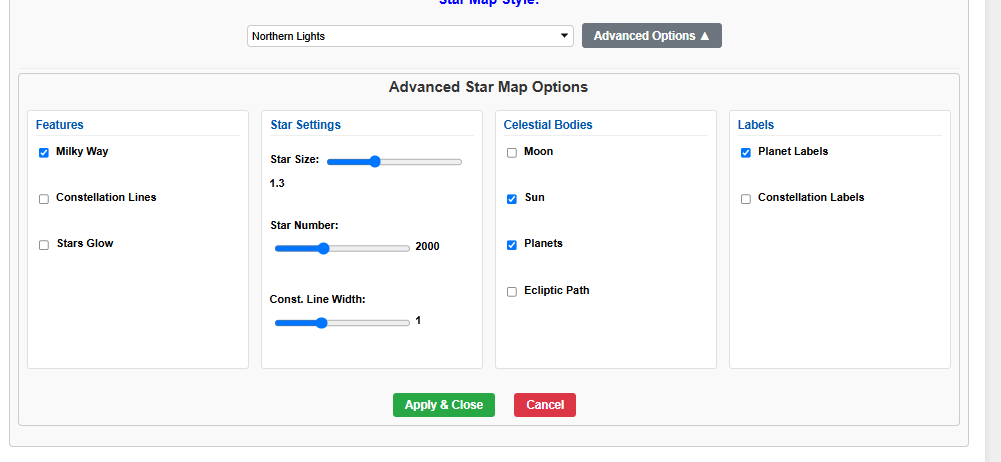 Star Map Style:
Northern Lights
Advanced Options ▲
Advanced Star Map Options
Features
Milky Way
Constellation Lines
Stars Glow
Star Settings
Star Size:
1.3
Star Number:
2000
Const. Line Width:
1
Celestial Bodies
Moon
Sun
Planets
Ecliptic Path
Labels
Planet Labels
Constellation Labels
Apply & Close
Cancel